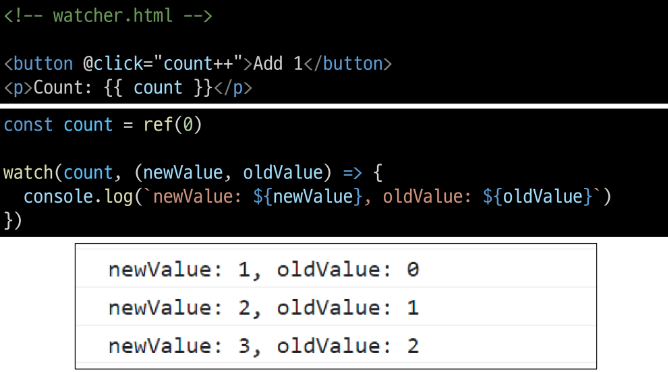 <!-- watcher.html -->
<button @click="count++">Add 1</button>
<p>Count: {{ count }}</p>
const count = ref(0)
watch(count, (newValue, oldValue) => {
  console.log(`newValue: ${newValue}, oldValue: ${oldValue}`)
})
newValue: 1, oldValue: 0
newValue: 2, oldValue: 1
newValue: 3, oldValue: 2